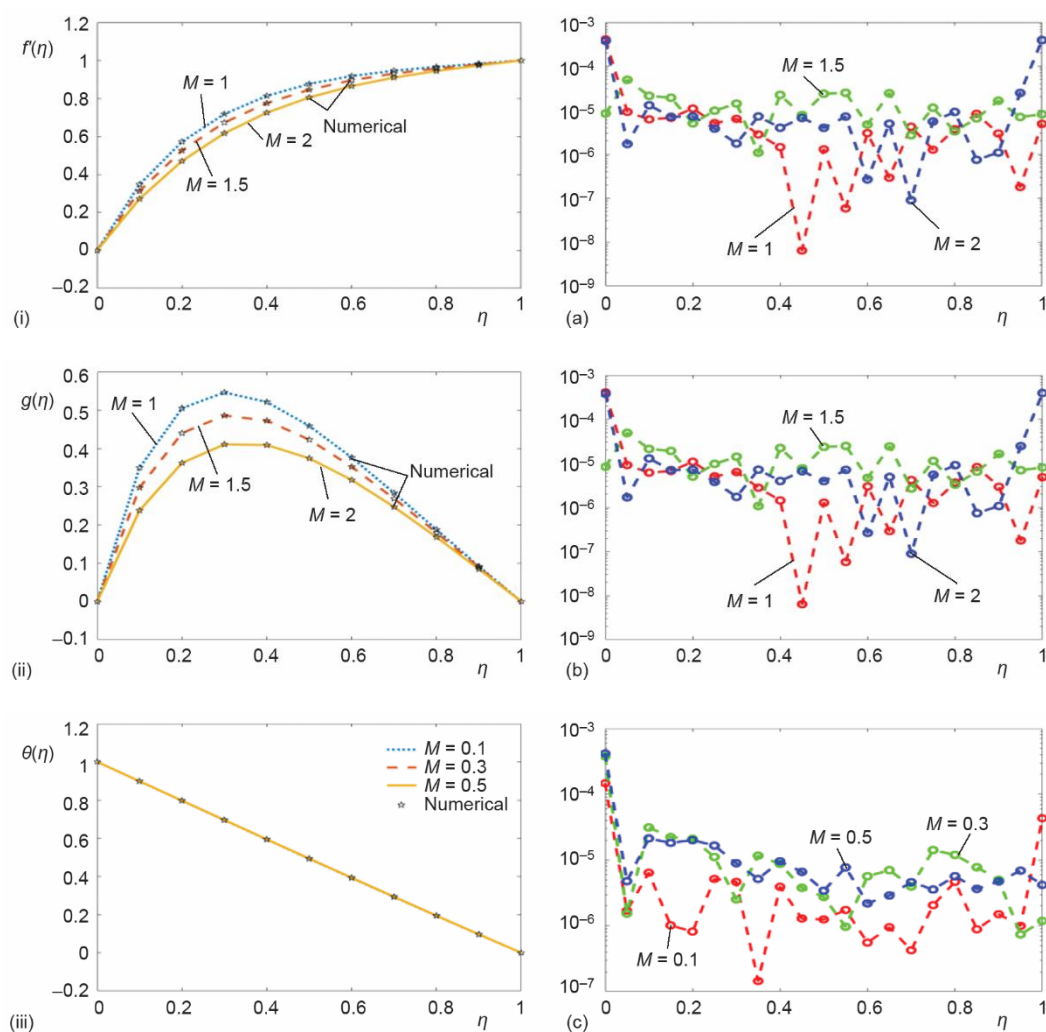 1.2
f′(η)
1
0.8
0.6
0.4
0.2
0
–0.2
M = 1
M = 1.5
M = 2
Numerical
0 0.2 0.4 0.6 0.8 1
η
(i)
10–3
10–4
10–5
10–6
10–7
10–8
10–9
M = 1.5
M = 1
M = 2
0 0.2 0.4 0.6 0.8 1
η
(a)
0.6
g(η)
0.5
0.4
0.3
0.2
0.1
0
–0.1
M = 1
M = 1.5
M = 2
Numerical
0 0.2 0.4 0.6 0.8 1
η
(ii)
10–3
10–4
10–5
10–6
10–7
10–8
10–9
M = 1.5
M = 1
M = 2
0 0.2 0.4 0.6 0.8 1
η
(b)
1.2
θ(η)
1
0.8
0.6
0.4
0.2
0
–0.2
M = 0.1
M = 0.3
M = 0.5
Numerical
0 0.2 0.4 0.6 0.8 1
η
(iii)
10–3
10–4
10–5
10–6
10–7
M = 0.5
M = 0.3
M = 0.1
0 0.2 0.4 0.6 0.8 1
η
(c)